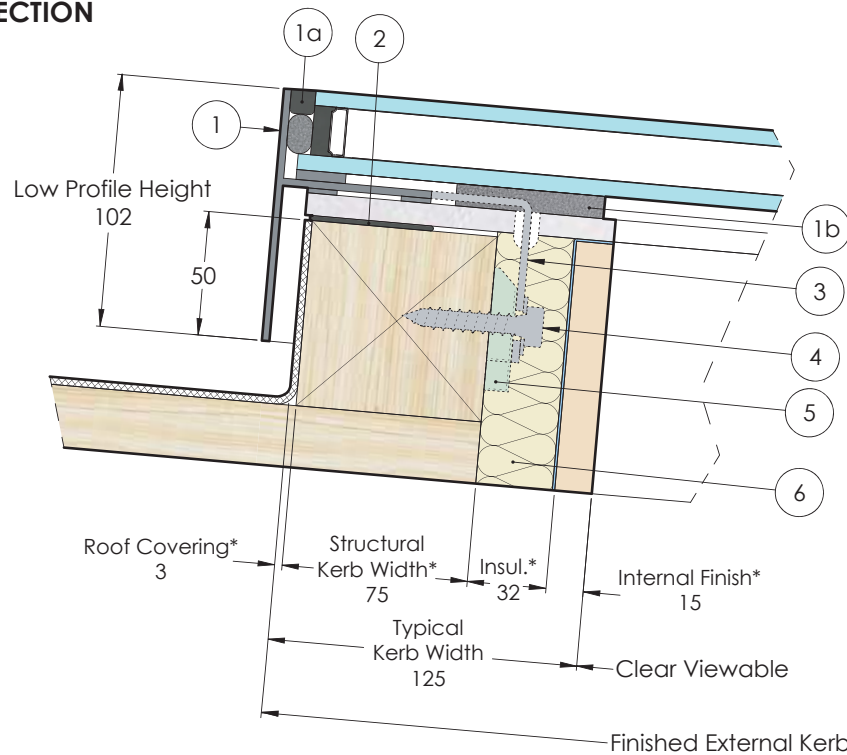 ECTION
1a
2
1
Low Profile Height
102
50
1b
3
4
5
6
Roof Covering*
3
Structural
Kerb Width*
75
Insul.*
32
Internal Finish*
15
Typical
Kerb Width
125
Clear Viewable
Finished External Kerb